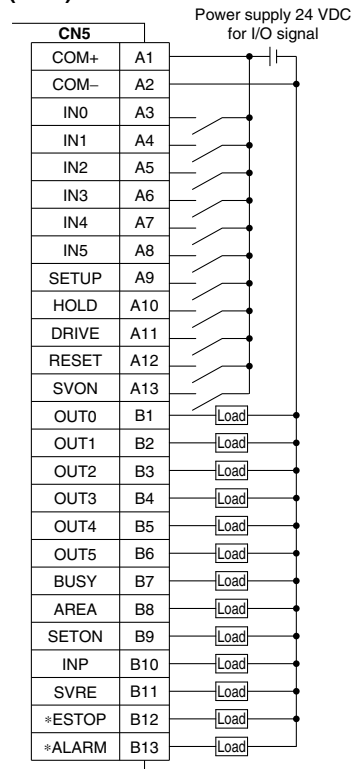 Power supply 24 VDC
for I/O signal
CN5
COM+ A1
COM− A2
IN0 A3
IN1 A4
IN2 A5
IN3 A6
IN4 A7
IN5 A8
SETUP A9
HOLD A10
DRIVE A11
RESET A12
SVON A13
OUT0 B1 Load
OUT1 B2 Load
OUT2 B3 Load
OUT3 B4 Load
OUT4 B5 Load
OUT5 B6 Load
BUSY B7 Load
AREA B8 Load
SETON B9 Load
INP B10 Load
SVRE B11 Load
∗ESTOP B12 Load
∗ALARM B13 Load